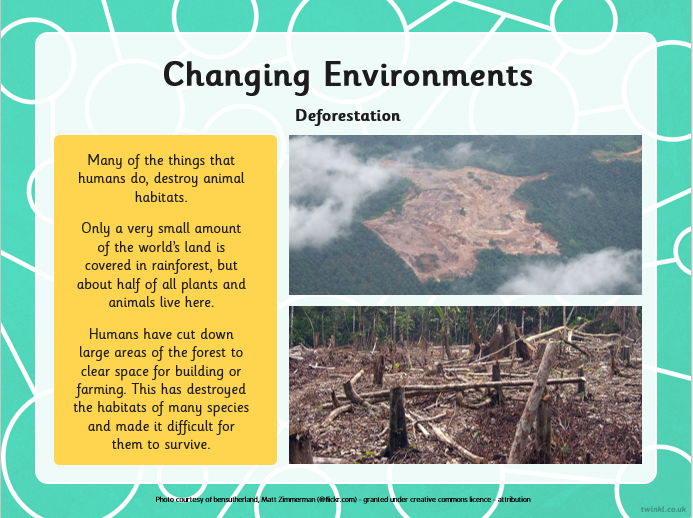 Changing Environments
Deforestation
Many of the things that
humans do, destroy animal
habitats.
Only a very small amount
of the world's land is
covered in rainforest, but
about half of all plants and
animals live here.
Humans have cut down
large areas of the forest to
clear space for building or
farming. This has destroyed
the habitats of many species
and made it difficult for
them to survive.
Photo courtesy of bensutherland, Matt Zimmerman (@flickr.com) - granted under creative commons licence - attribution
twinkl.co.uk